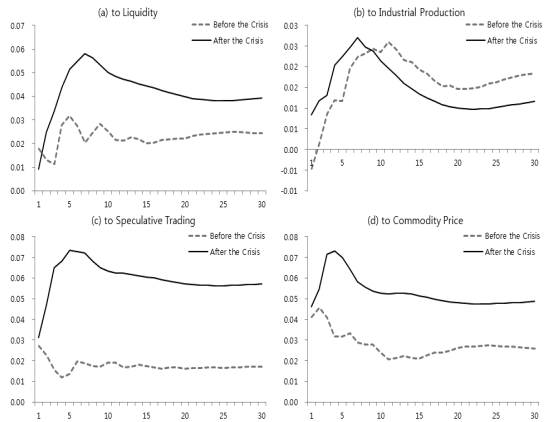 (a) to Liquidity
Before the Crisis
After the Crisis
0.07
0.06
0.05
0.04
0.03
0.02
0.01
0.00
1 5 10 15 20 25 30
(b) to Industrial Production
Before the Crisis
After the Crisis
0.03
0.03
0.02
0.02
0.01
0.01
0.00
-0.01
-0.01
1 5 10 15 20 25 30
(c) to Speculative Trading
Before the Crisis
After the Crisis
0.08
0.07
0.06
0.05
0.04
0.03
0.02
0.01
0.00
1 5 10 15 20 25 30
(d) to Commodity Price
Before the Crisis
After the Crisis
0.08
0.07
0.06
0.05
0.04
0.03
0.02
0.01
0.00
1 5 10 15 20 25 30